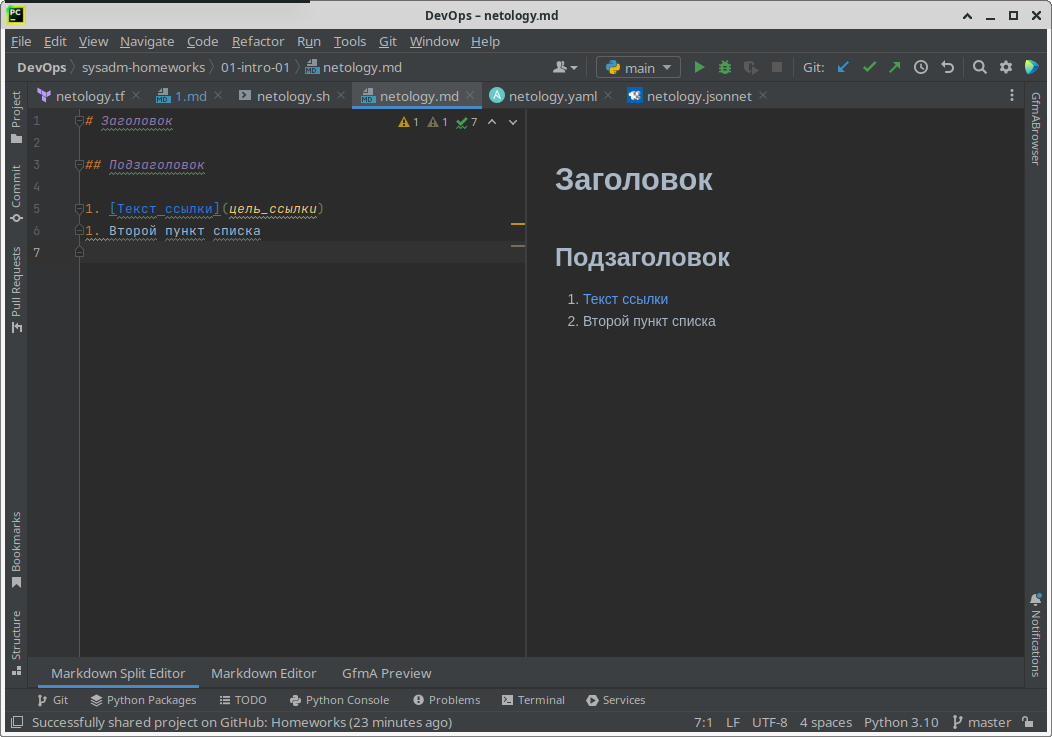 PC
DevOps – netology.md
File Edit View Navigate Code Refactor Run Tools Git Window Help
DevOps sysadm-homeworks 01-intro-01 netology.md main Git:
netology.tf 1.md netology.sh netology.md netology.yaml netology.jsonnet
Project
Commit
Pull Requests
Bookmarks
Structure
1 # Заголовок 1 1 7
2
3 ## Подзаголовок
4
5 1. [Текст ссылки](цель_ссылки)
6 1. Второй пункт списка
7
Заголовок
Подзаголовок
1. Текст ссылки
2. Второй пункт списка
GfmABrowser
Notifications
Markdown Split Editor Markdown Editor GfmA Preview
Git Python Packages TODO Python Console Problems Terminal Services
Successfully shared project on GitHub: Homeworks (23 minutes ago) 7:1 LF UTF-8 4 spaces Python 3.10 master